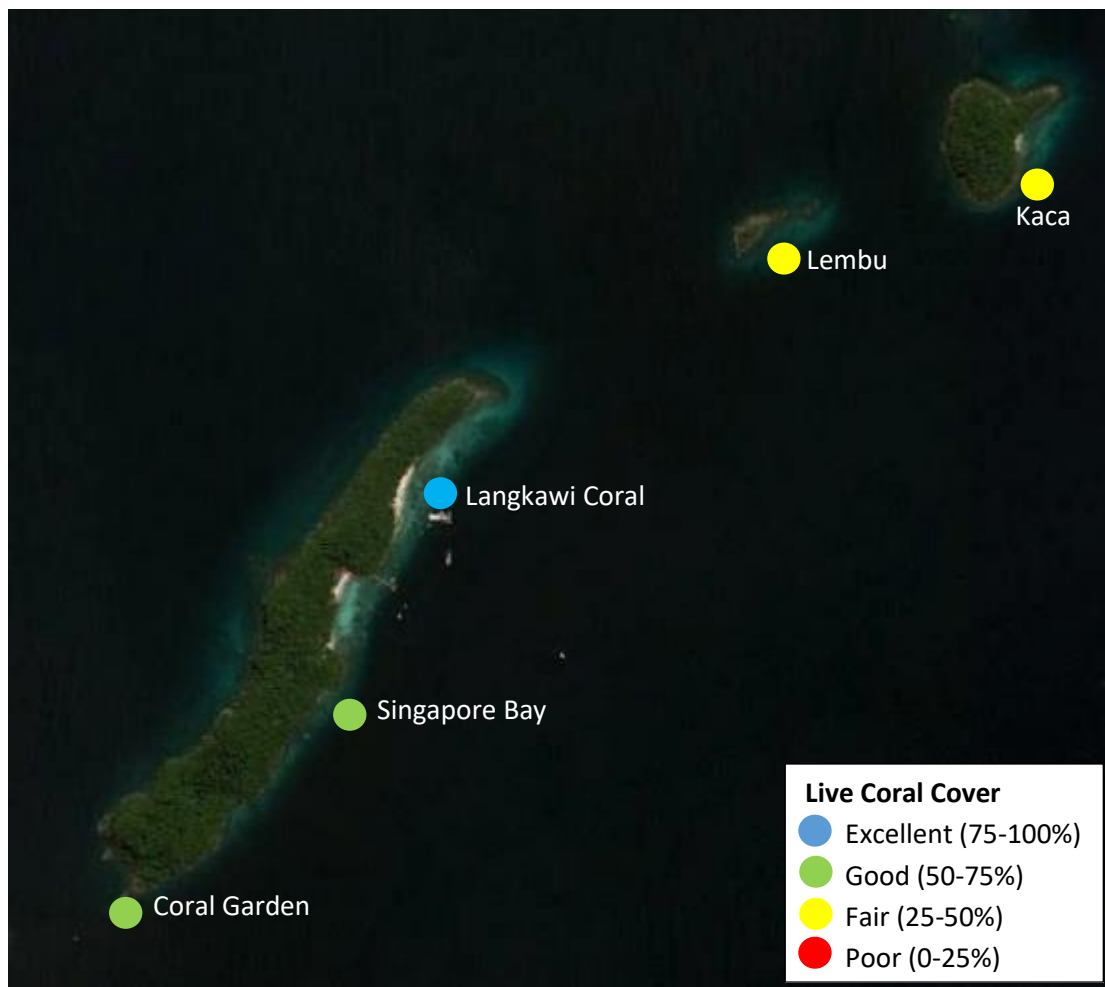 Kaca
Lembu
Langkawi Coral
Singapore Bay
Coral Garden
Live Coral Cover
Excellent (75-100%)
Good (50-75%)
Fair (25-50%)
Poor (0-25%)